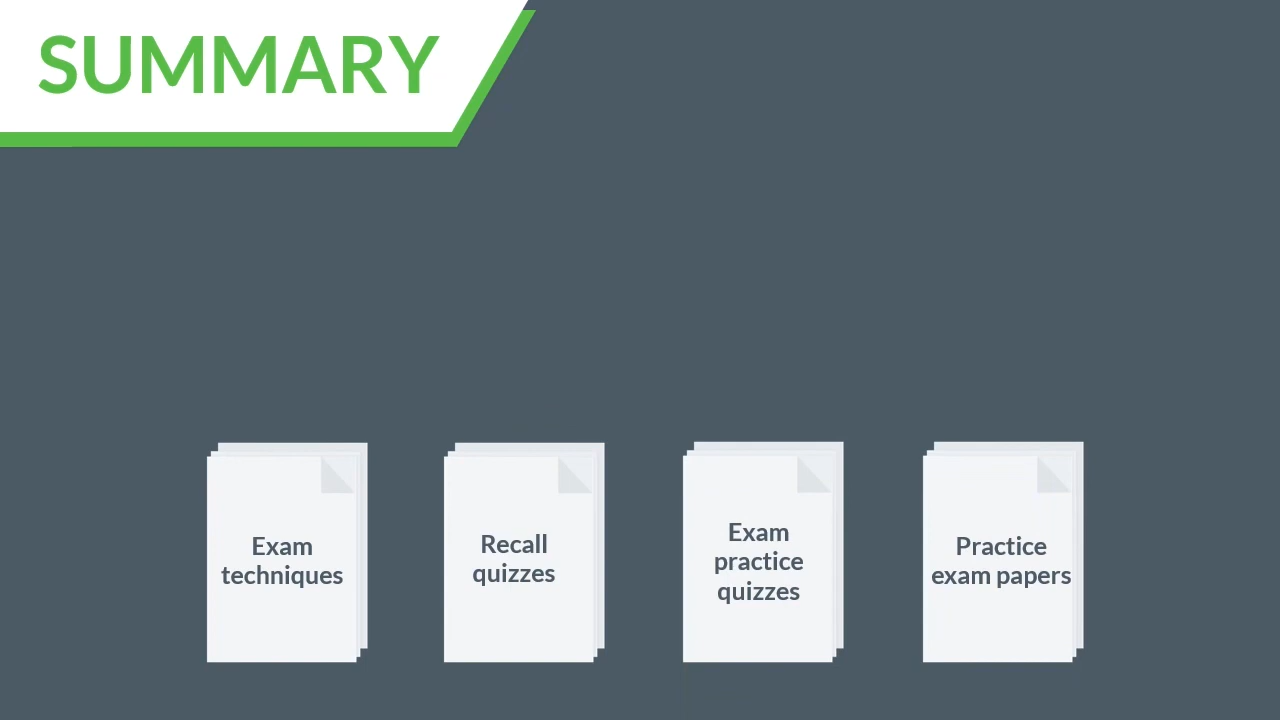 SUMMARY
Exam
techniques
Recall
quizzes
Exam
practice
quizzes
Practice
exam papers